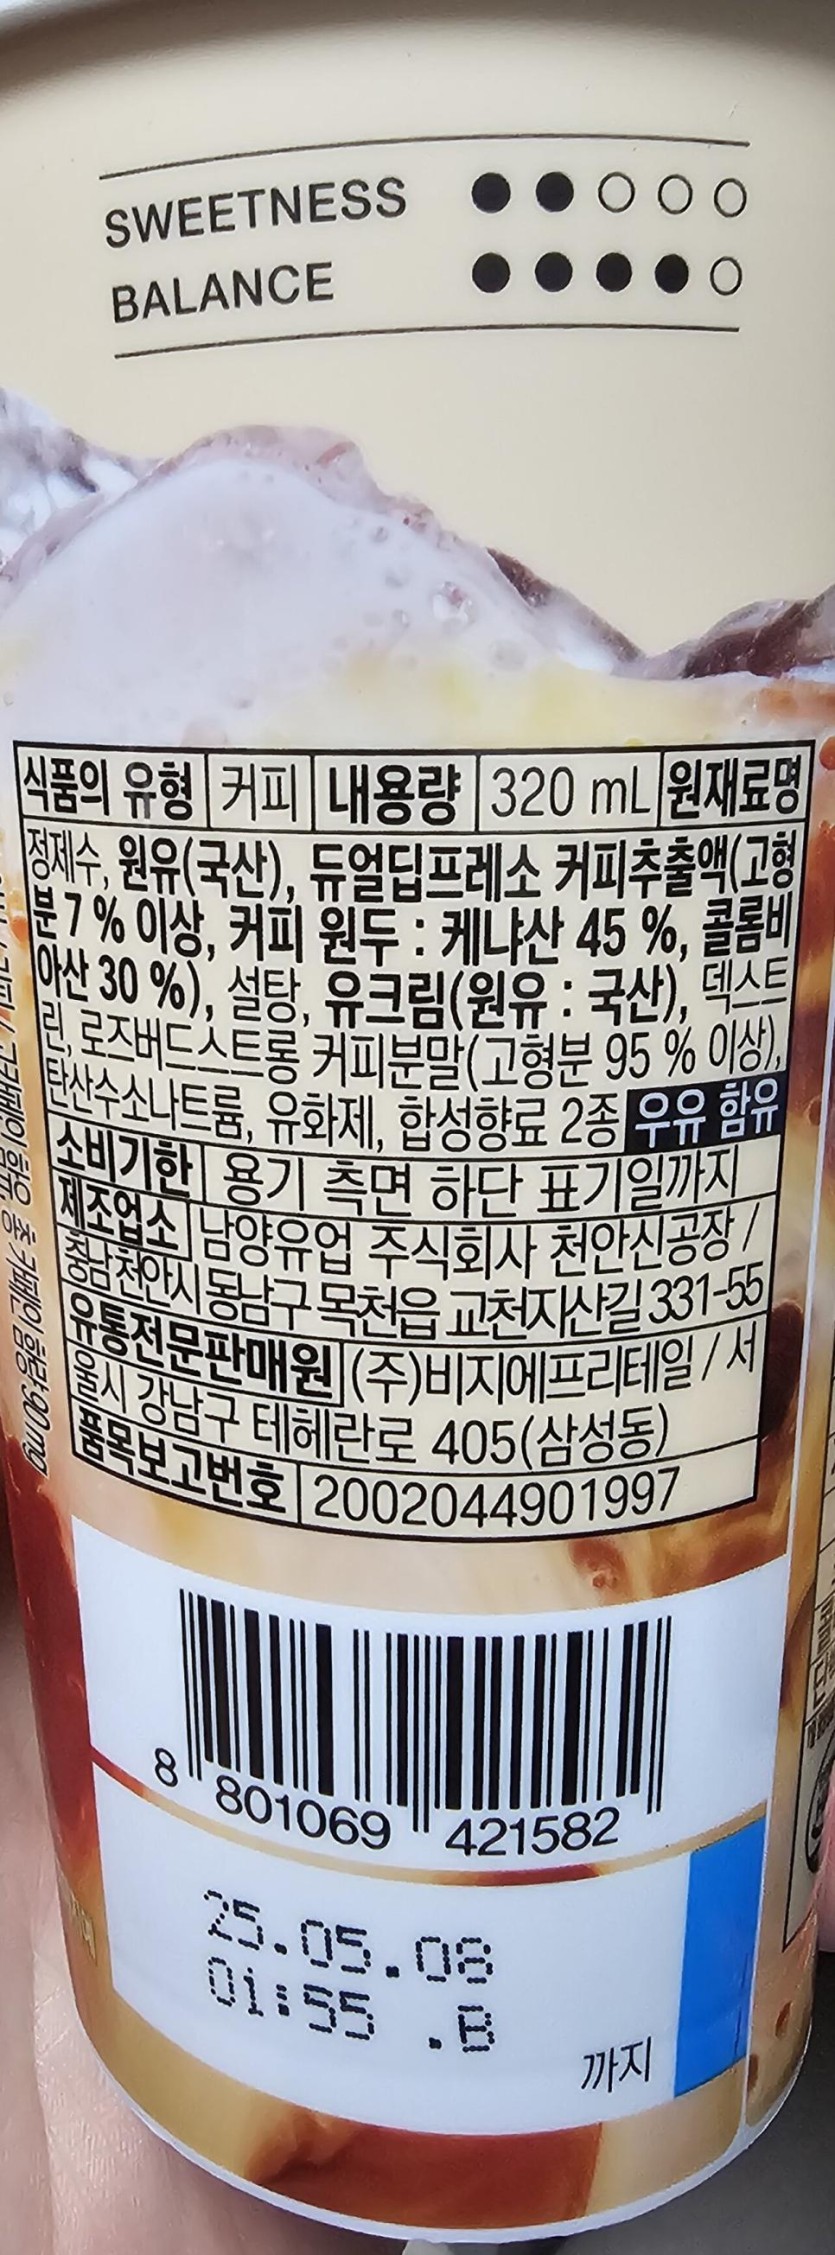 SWEETNESS ●●○○○
BALANCE ●●●●○
식품의 유형 커피 내용량 320 mL 원재료명
정제수, 원유(국산), 듀얼딥프레소 커피추출액(고형
분 7 % 이상, 커피 원두 : 케냐산 45 %, 콜롬비
아산 30 %), 설탕, 유크림(원유 : 국산), 덱스트
린, 로즈버드스트롱 커피분말(고형분 95 % 이상),
탄산수소나트륨, 유화제, 합성향료 2종 우유 함유
소비기한 용기 측면 하단 표기일까지
제조업소 남양유업 주식회사 천안신공장 /
충남 천안시 동남구 목천읍 교천지산길 331-55
유통전문판매원 (주)비지에프리테일 / 서
울시 강남구 테헤란로 405(삼성동)
품목보고번호 2002044901997
8 801069 421582
25.05.08
01:55 .B
까지